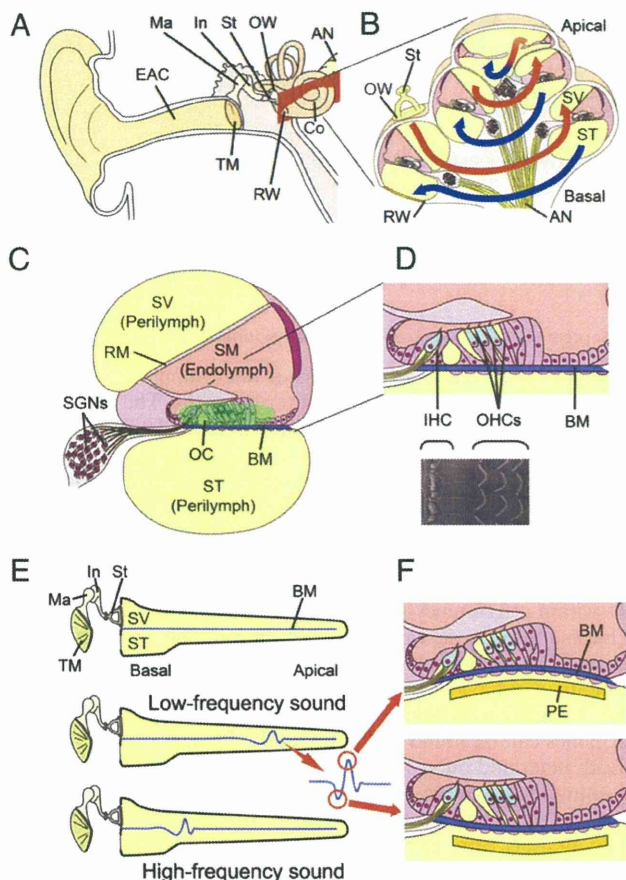 A
Ma
In
St
OW
AN
EAC
TM
RW
Co
B
Apical
St
OW
SV
ST
Basal
RW
AN
C
SV
(Perilymph)
RM
SM
(Endolymph)
SGNs
OC
BM
ST
(Perilymph)
D
IHC
OHCs
BM
E
Ma
In
St
BM
SV
ST
TM
Basal
Apical
Low-frequency sound
High-frequency sound
F
BM
PE